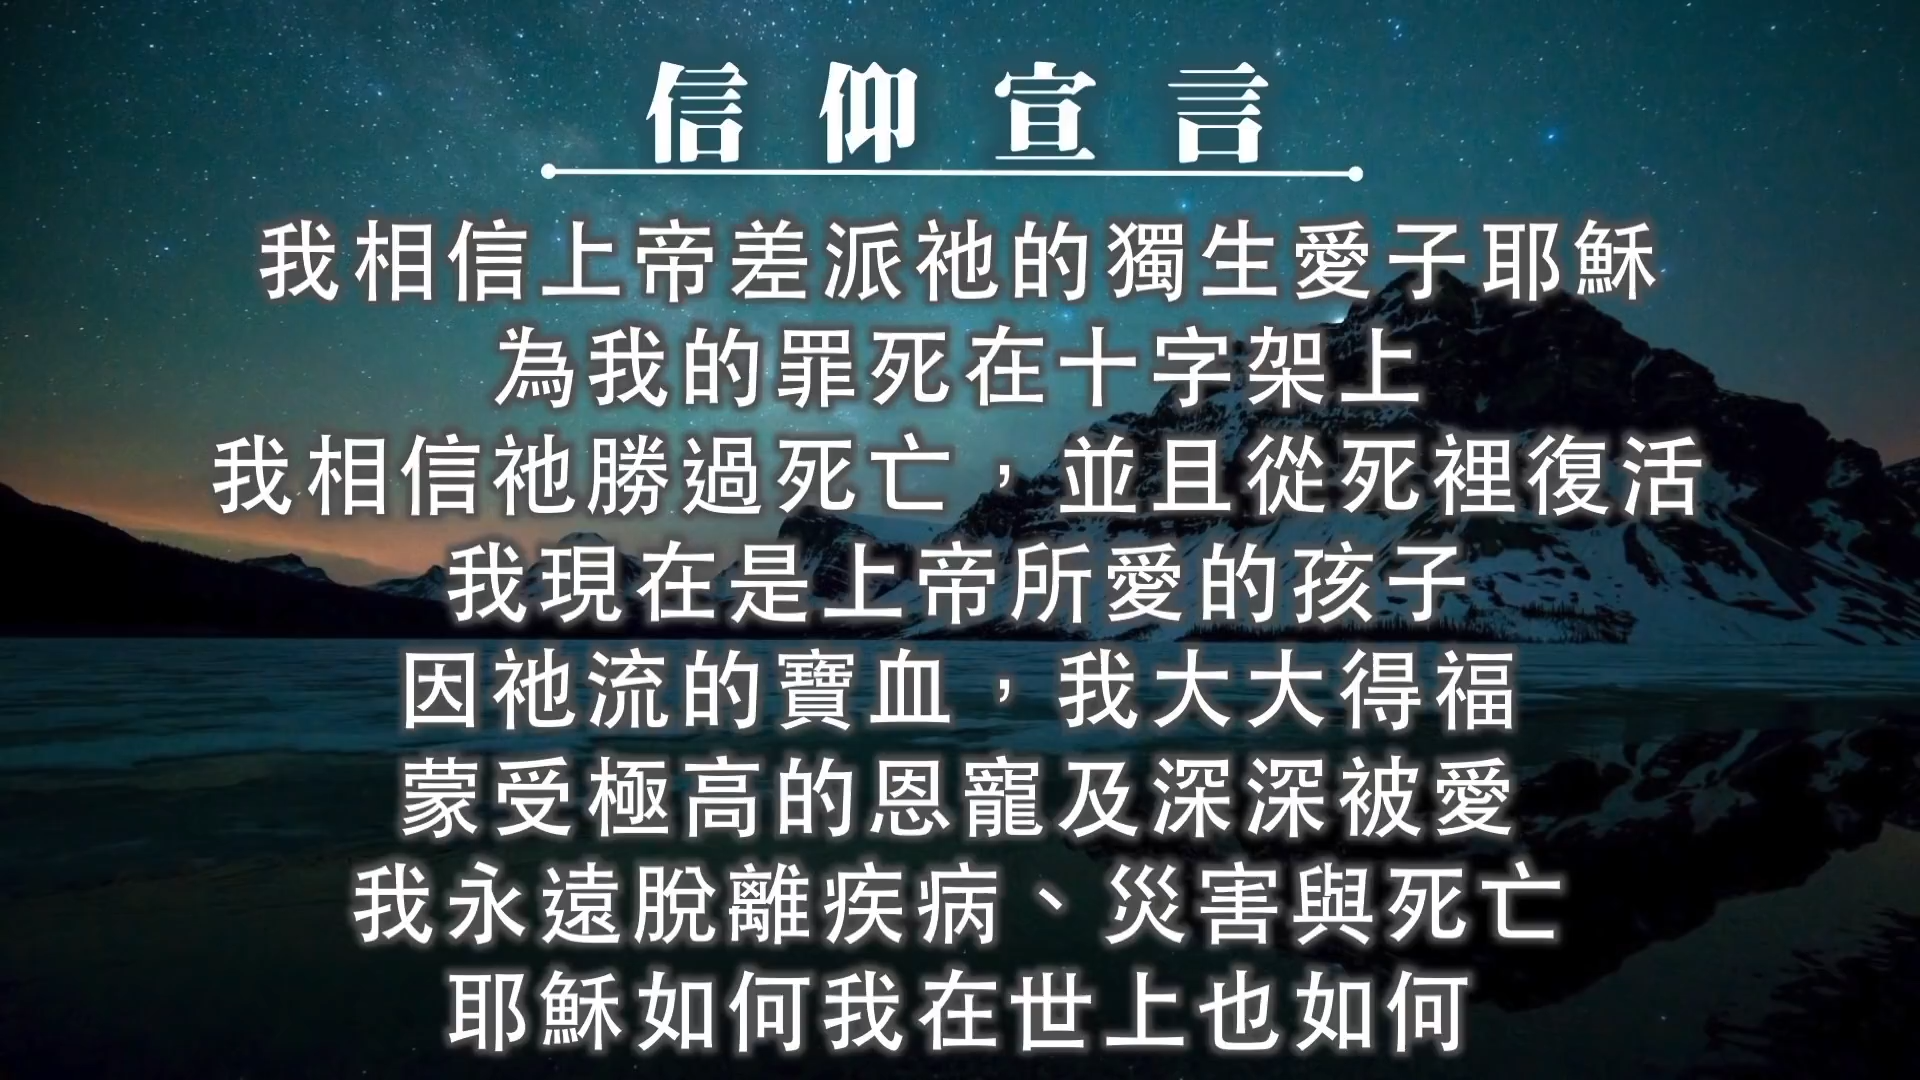 信仰宣言
我相信上帝差派祂的獨生愛子耶穌
為我的罪死在十字架上
我相信祂勝過死亡，並且從死裡復活
我現在是上帝所愛的孩子
因祂流的寶血，我大大得福
蒙受極高的恩寵及深深被愛
我永遠脫離疾病、災害與死亡
耶穌如何我在世上也如何